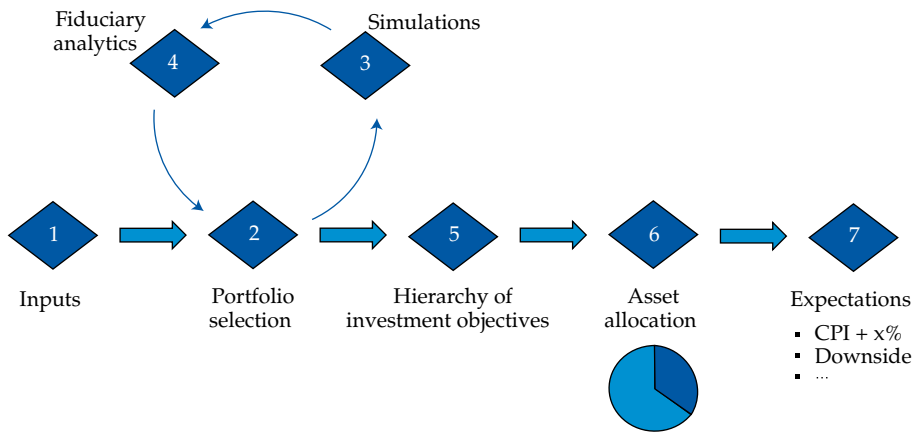 Fiduciary
analytics
Simulations
4
3
1
2
5
6
7
Inputs
Portfolio
selection
Hierarchy of
investment objectives
Asset
allocation
Expectations
▪ CPI + x%
▪ Downside
▪ ...